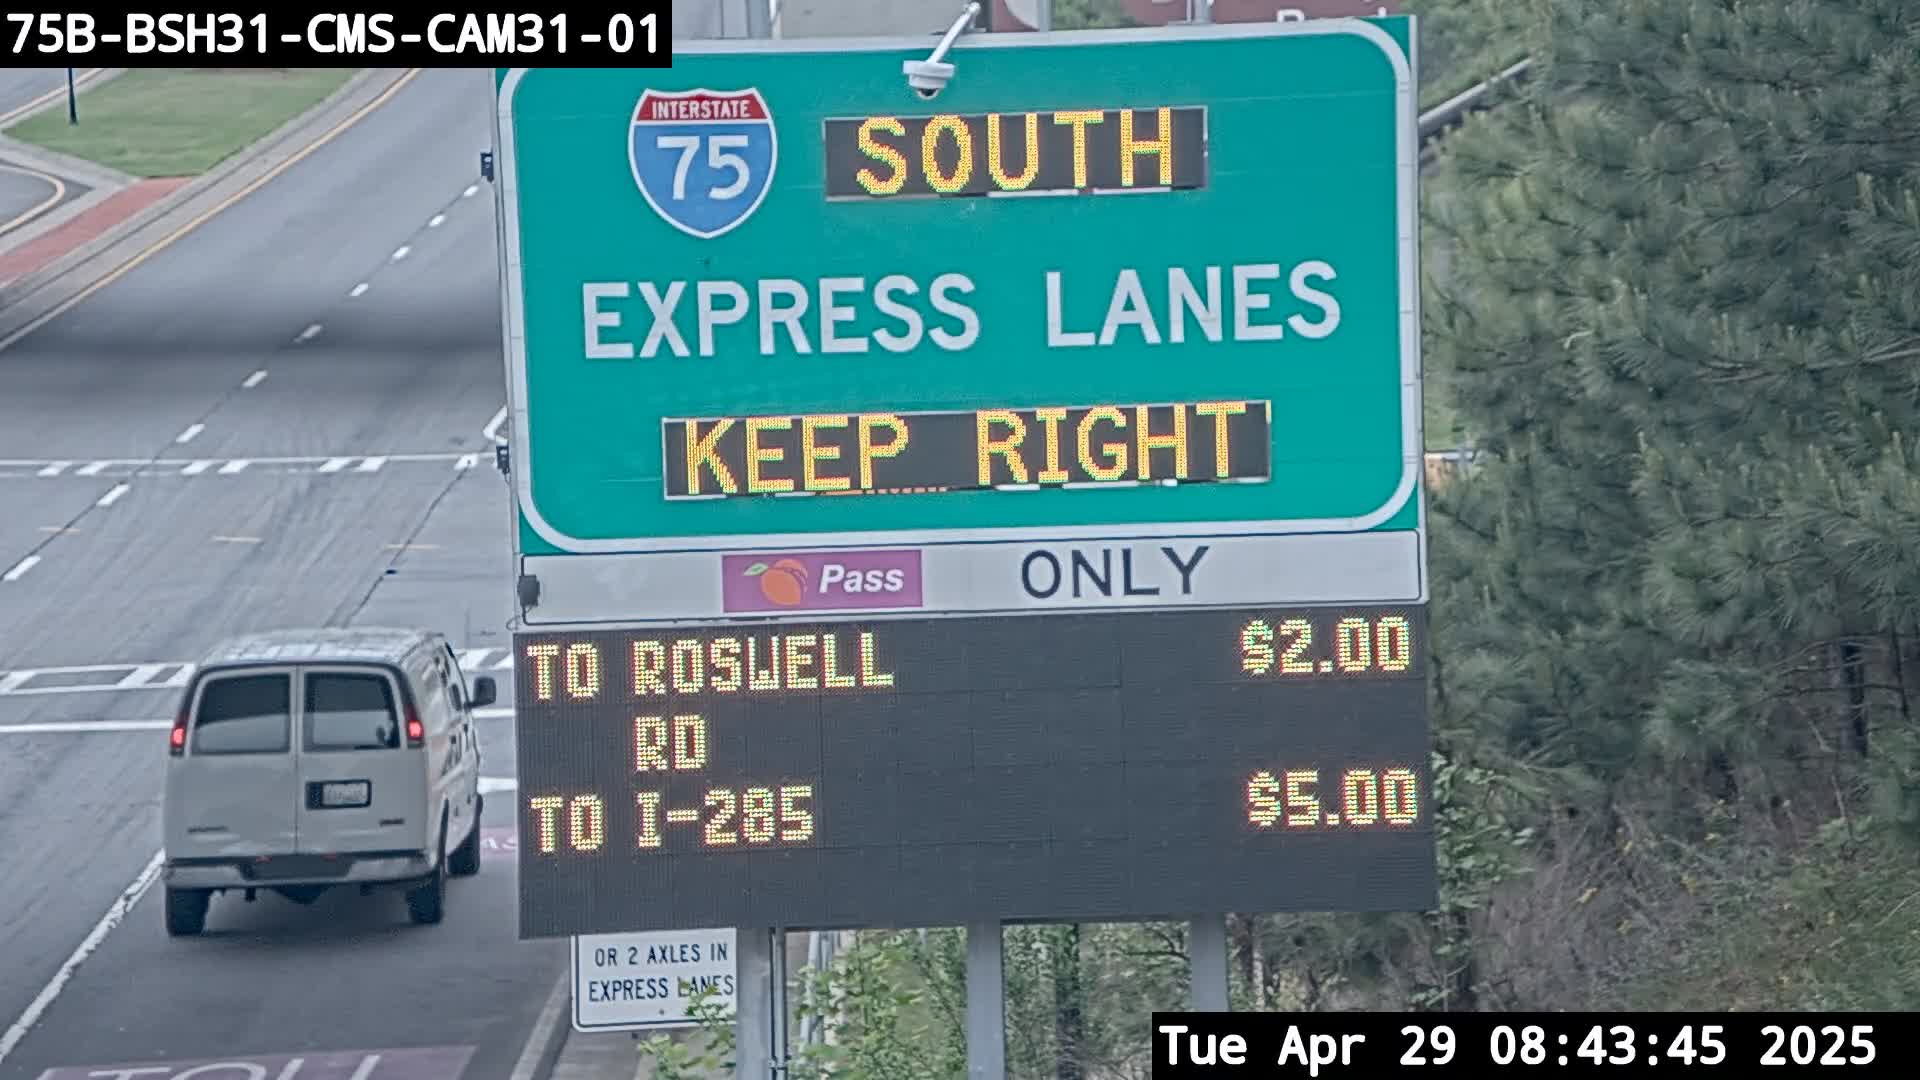 75B-BSH31-CMS-CAM31-01
INTERSTATE
75
SOUTH
EXPRESS LANES
KEEP RIGHT
Pass ONLY
TO ROSWELL $2.00
RD
TO I-285 $5.00
OR 2 AXLES IN
EXPRESS LANES
TOLL
Tue Apr 29 08:43:45 2025